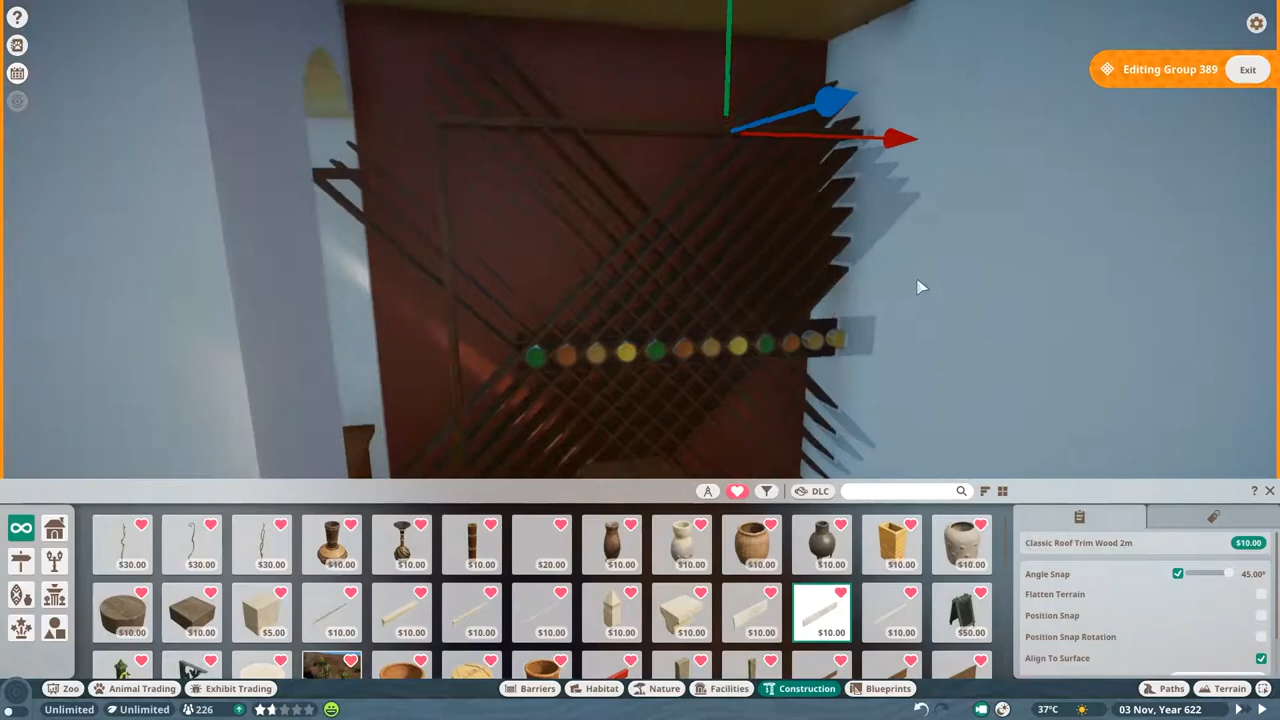 ?
Editing Group 389 Exit
DLC
? ×
$30.00 $30.00 $30.00 $10.00 $10.00 $10.00 $20.00 $10.00 $10.00 $10.00 $10.00 $10.00 $10.00
Classic Roof Trim Wood 2m $10.00
Angle Snap 45.00°
Flatten Terrain
$10.00 $10.00 $5.00 $10.00 $10.00 $10.00 $10.00 $10.00 $10.00 $10.00 $10.00 $10.00 $50.00
Position Snap
Position Snap Rotation
Align To Surface
Zoo Animal Trading Exhibit Trading Barriers Habitat Nature Facilities Construction Blueprints Paths Terrain
Unlimited Unlimited 226 37°C 03 Nov, Year 622